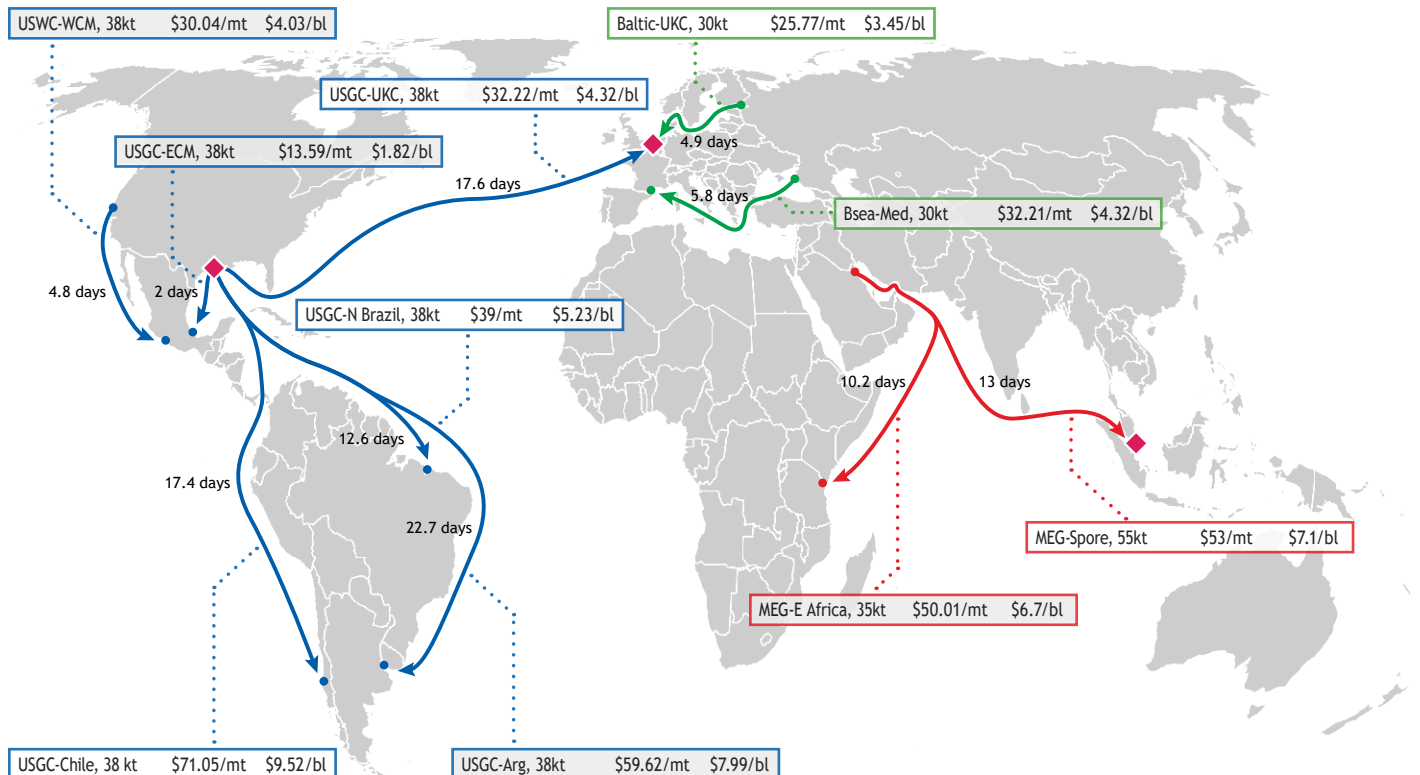 USWC-WCM, 38kt $30.04/mt $4.03/bl
Baltic-UKC, 30kt $25.77/mt $3.45/bl
USGC-UKC, 38kt $32.22/mt $4.32/bl
USGC-ECM, 38kt $13.59/mt $1.82/bl
4.9 days
17.6 days
5.8 days
Bsea-Med, 30kt $32.21/mt $4.32/bl
4.8 days
2 days
USGC-N Brazil, 38kt $39/mt $5.23/bl
10.2 days
13 days
12.6 days
17.4 days
22.7 days
MEG-Spore, 55kt $53/mt $7.1/bl
MEG-E Africa, 35kt $50.01/mt $6.7/bl
USGC-Chile, 38 kt $71.05/mt $9.52/bl
USGC-Arg, 38kt $59.62/mt $7.99/bl